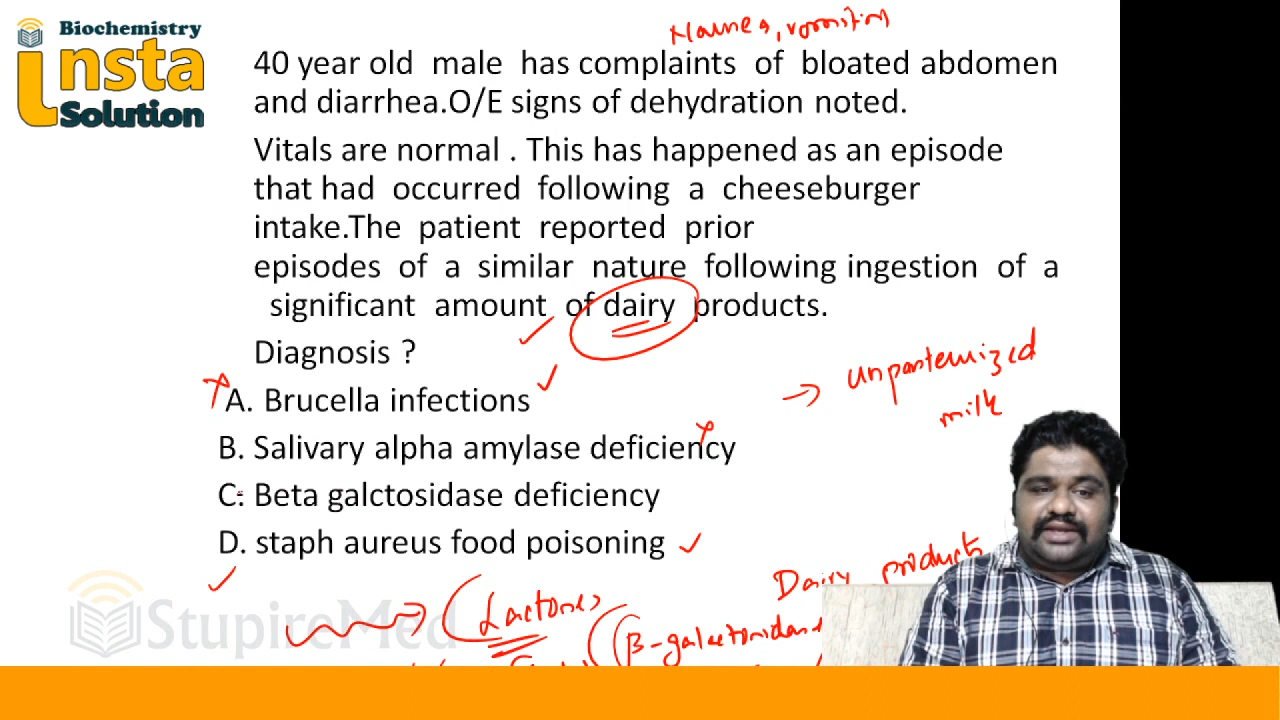 Biochemistry
Insta
Solution
Nausea, vomiting
40 year old male has complaints of bloated abdomen
and diarrhea.O/E signs of dehydration noted.
Vitals are normal . This has happened as an episode
that had occurred following a cheeseburger
intake.The patient reported prior
episodes of a similar nature following ingestion of a
significant amount of dairy products.
Diagnosis ?
A. Brucella infections
unpasteurized
milk
B. Salivary alpha amylase deficiency
C. Beta galctosidase deficiency
D. staph aureus food poisoning
Dairy products
Lactones
β-galactosidase
StupireMed